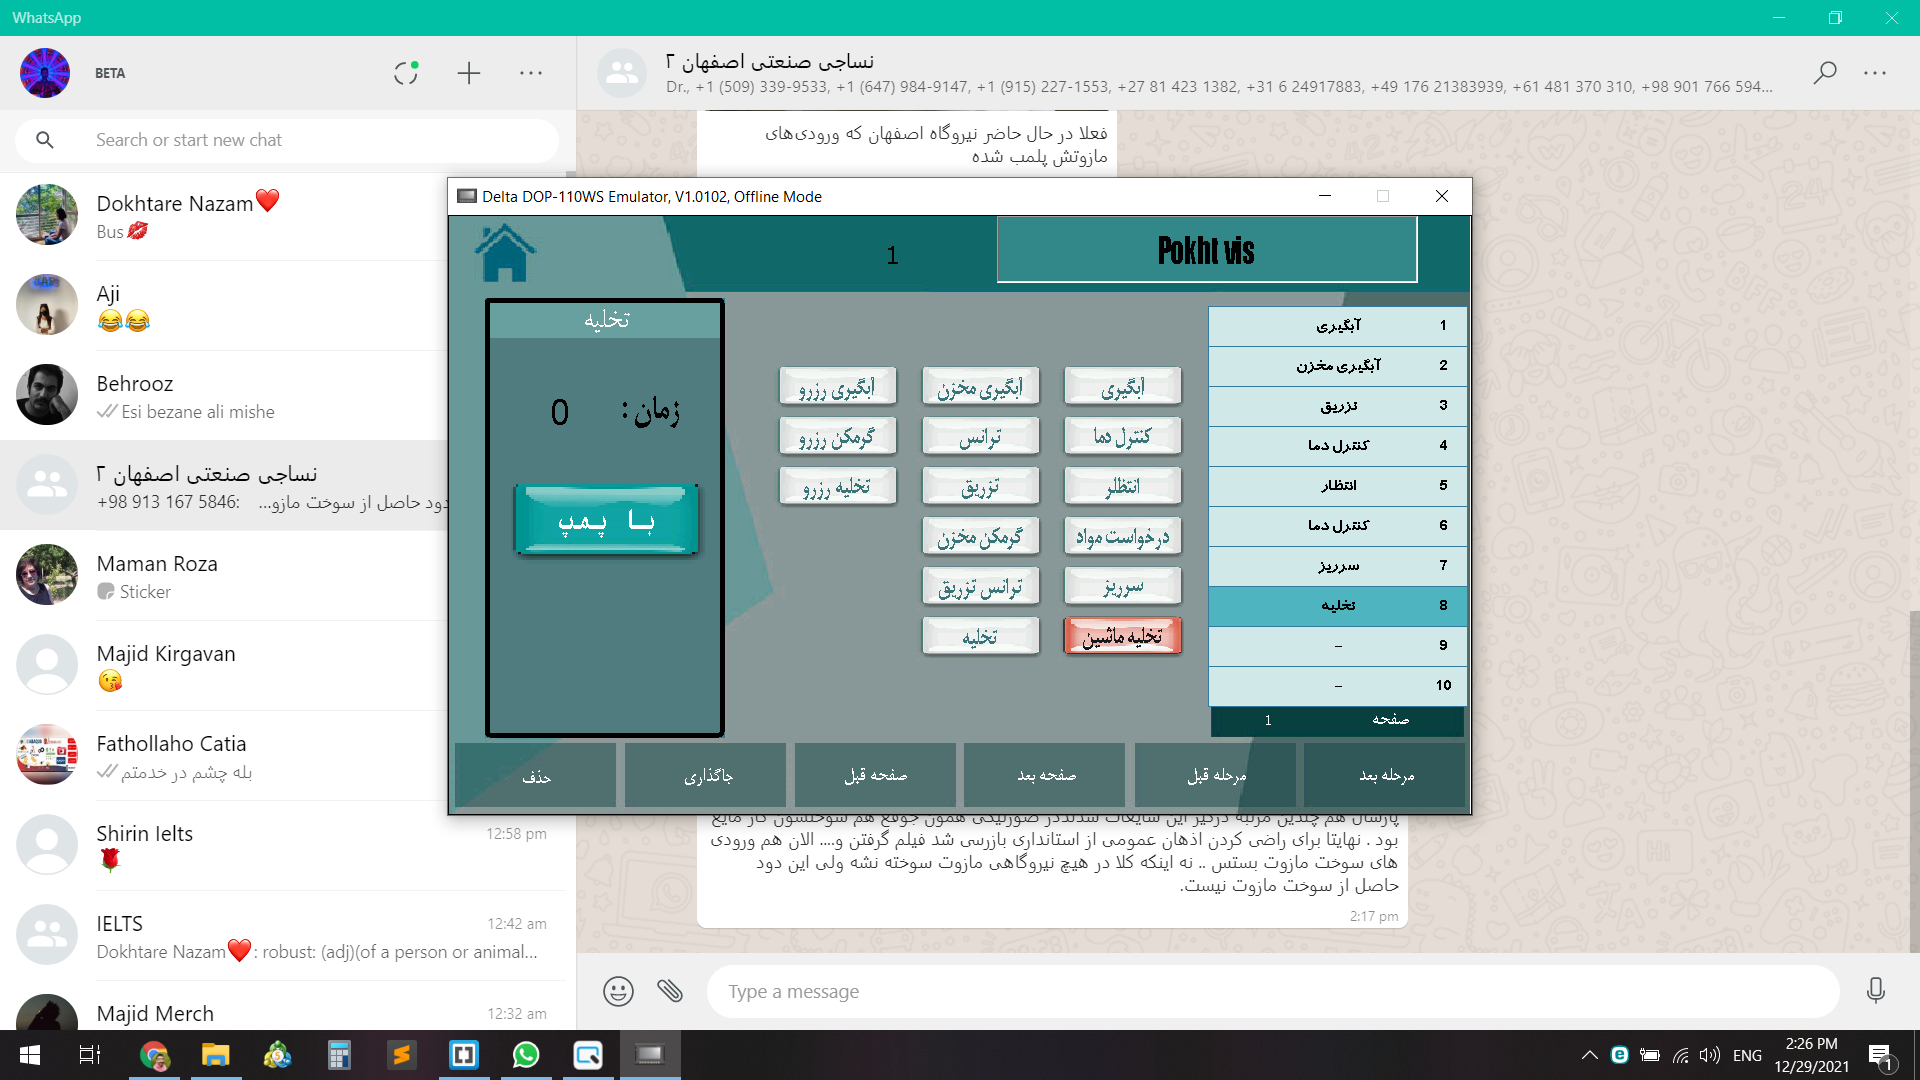 WhatsApp
BETA
Search or start new chat
Dokhtare Nazam❤️
Bus💋
Aji
😂😂
Behrooz
Esi bezane ali mishe
نساجی صنعتی اصفهان ۲
+98 913 167 5846: ...دود حاصل از سوخت مازو
Maman Roza
Sticker
Majid Kirgavan
😘
Fathollaho Catia
بله چشم در خدمتم
Shirin Ielts
12:58 pm
🌹
IELTS
12:42 am
Dokhtare Nazam❤️: robust: (adj)(of a person or animal...
Majid Merch
12:32 am
نساجی صنعتی اصفهان ۲
Dr., +1 (509) 339-9533, +1 (647) 984-9147, +1 (915) 227-1553, +27 81 423 1382, +31 6 24917883, +49 176 21383939, +61 481 370 310, +98 901 766 594...
فعلا در حال حاضر نیروگاه اصفهان که ورودی‌های
مازوتش پلمب شده
Delta DOP-110WS Emulator, V1.0102, Offline Mode
1
Pokht vis
تخلیه
زمان : 0
با پمپ
آبگیری
آبگیری مخزن
آبگیری رزرو
کنترل دما
ترانس
گرمکن رزرو
انتظلر
تزریق
تخلیه رزرو
درخواست مواد
گرمکن مخزن
سرریز
ترانس تزریق
تخلیه ماشین
تخلیه
1 آبگیری
2 آبگیری مخزن
3 تزریق
4 کنترل دما
5 انتظار
6 کنترل دما
7 سرریز
8 تخلیه
9 –
10 –
صفحه 1
مرحله بعد
مرحله قبل
صفحه بعد
صفحه قبل
جاگذاری
حذف
بود . نهایتا برای راضی کردن اذهان عمومی از استانداری بازرسی شد فیلم گرفتن و.... الان هم ورودی
های سوخت مازوت بستس .. نه اینکه کلا در هیچ نیروگاهی مازوت سوخته نشه ولی این دود
حاصل از سوخت مازوت نیست.
2:17 pm
Type a message
ENG
2:26 PM
12/29/2021
1